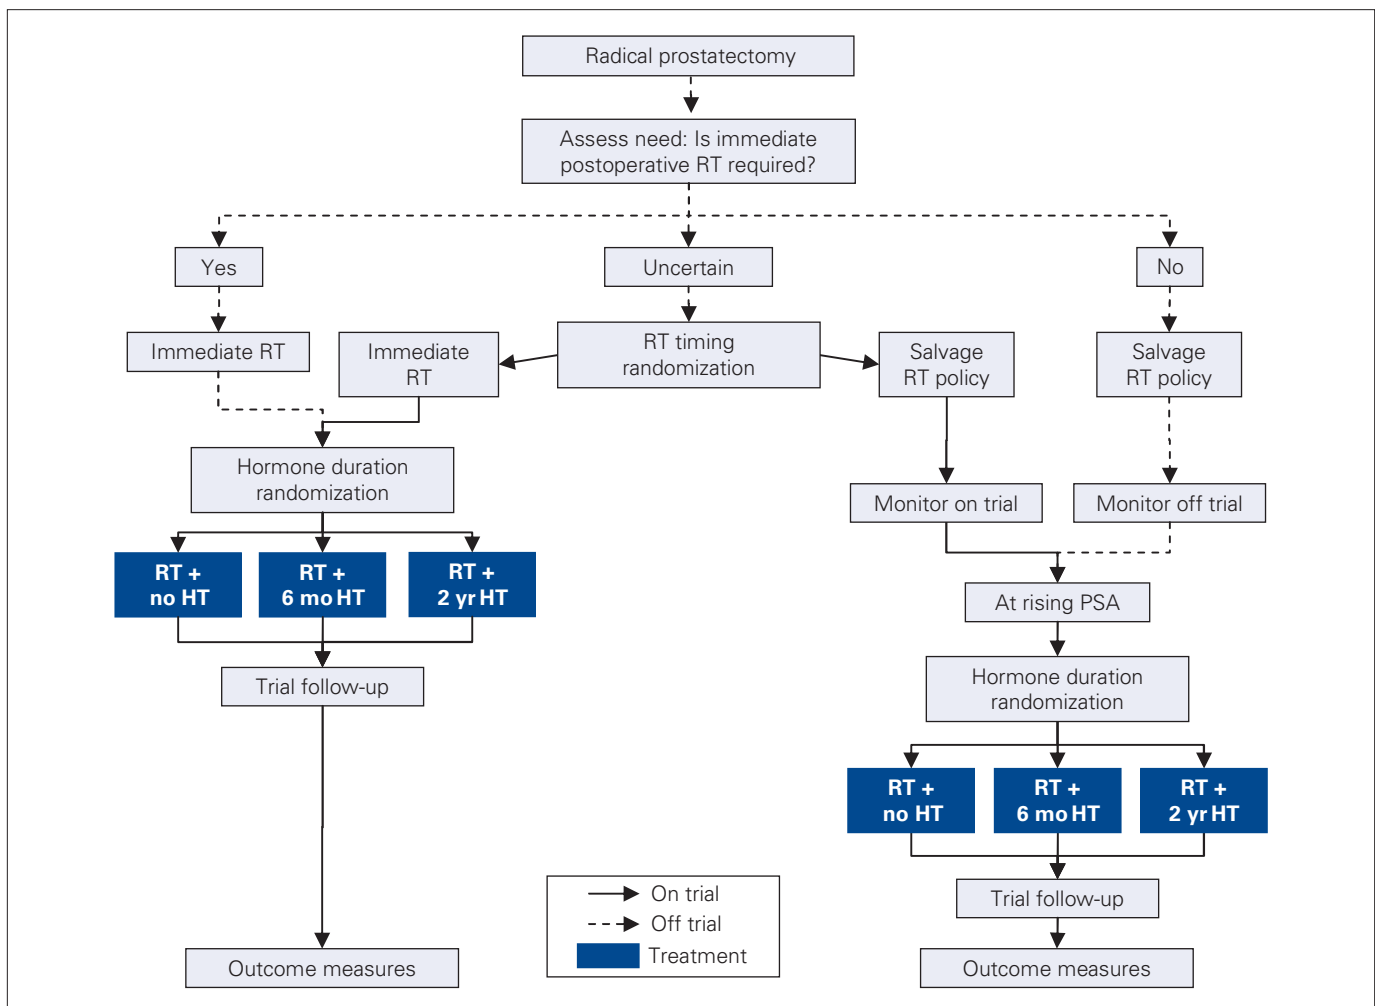 Radical prostatectomy
Assess need: Is immediate
postoperative RT required?
Yes
Uncertain
No
Immediate RT
Immediate
RT
RT timing
randomization
Salvage
RT policy
Salvage
RT policy
Hormone duration
randomization
Monitor on trial
Monitor off trial
RT +
no HT
RT +
6 mo HT
RT +
2 yr HT
At rising PSA
Trial follow-up
Hormone duration
randomization
RT +
no HT
RT +
6 mo HT
RT +
2 yr HT
Trial follow-up
On trial
Off trial
Treatment
Outcome measures
Outcome measures